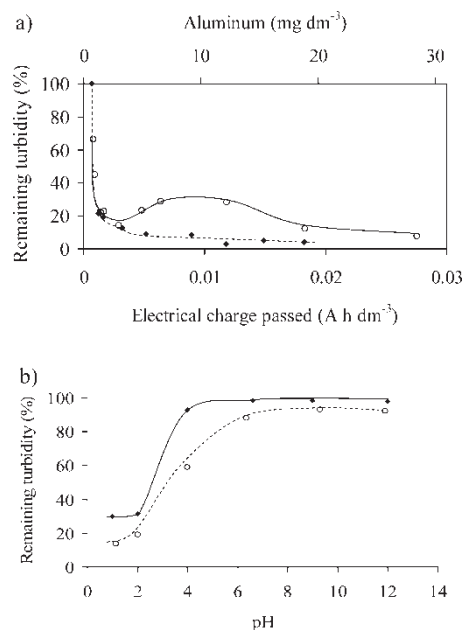 a)
Aluminum (mg dm-3)
0 10 20 30
Remaining turbidity (%)
100
80
60
40
20
0
0 0.01 0.02 0.03
Electrical charge passed (A h dm-3)
b)
Remaining turbidity (%)
100
80
60
40
20
0
0 2 4 6 8 10 12 14
pH